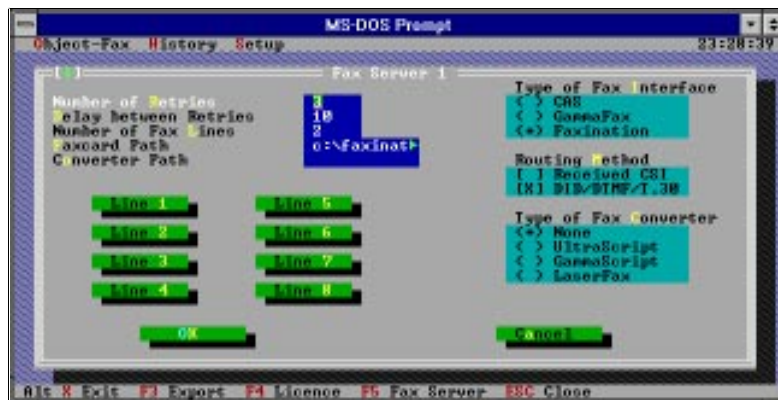 MS-DOS Prompt
Object-Fax History Setup 23:28:39
Fax Server 1
Number of Retries 3
Delay between Retries 10
Number of Fax Lines 2
Faxcard Path c:\faxinat►
Converter Path
Type of Fax Interface
( ) CAS
( ) GammaFax
(•) Faxination
Routing Method
[ ] Received CSI
[X] DID/DTMF/T.30
Type of Fax Converter
(•) None
( ) UltraScript
( ) GammaScript
( ) LaserFax
Line 1 Line 5
Line 2 Line 6
Line 3 Line 7
Line 4 Line 8
OK Cancel
Alt X Exit F3 Export F4 Licence F5 Fax Server ESC Close